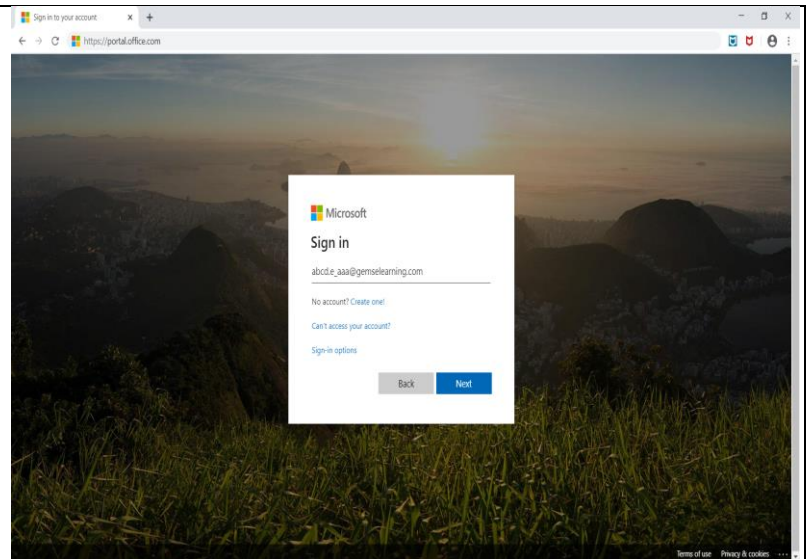 Sign in to your account
https://portal.office.com
Microsoft
Sign in
abcd.e_aaa@gemselearning.com
No account? Create one!
Can't access your account?
Sign-in options
Back Next
Terms of use Privacy & cookies ...